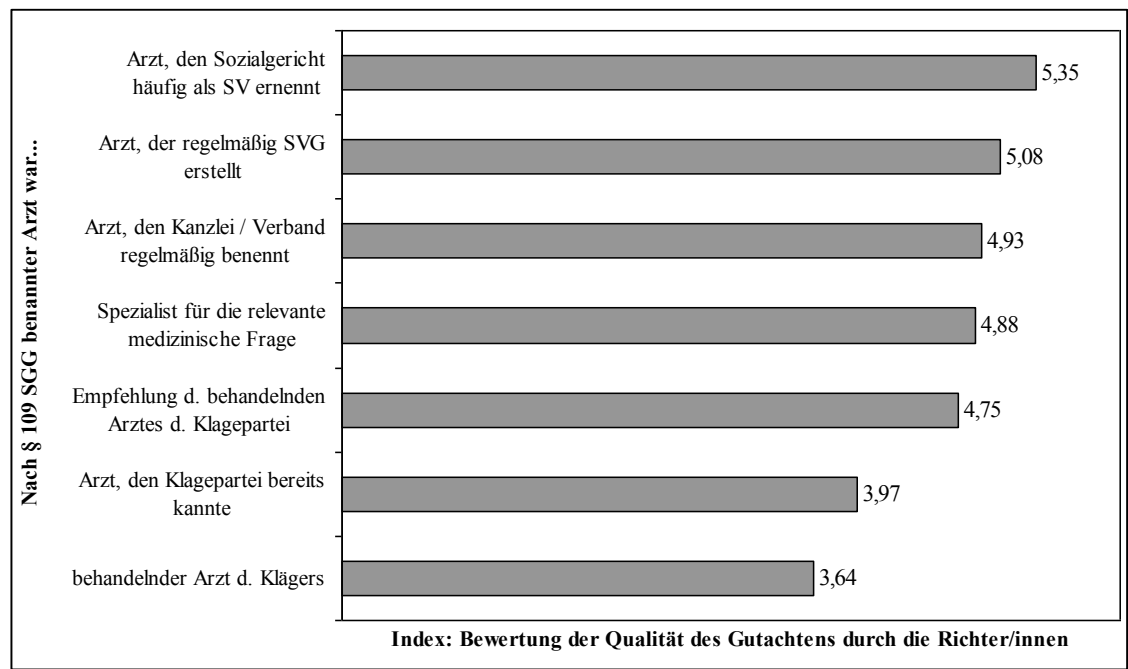 Nach § 109 SGG benannter Arzt war...
Arzt, den Sozialgericht
häufig als SV ernennt
5,35
Arzt, der regelmäßig SVG
erstellt
5,08
Arzt, den Kanzlei / Verband
regelmäßig benennt
4,93
Spezialist für die relevante
medizinische Frage
4,88
Empfehlung d. behandelnden
Arztes d. Klagepartei
4,75
Arzt, den Klagepartei bereits
kannte
3,97
behandelnder Arzt d. Klägers
3,64
Index: Bewertung der Qualität des Gutachtens durch die Richter/innen